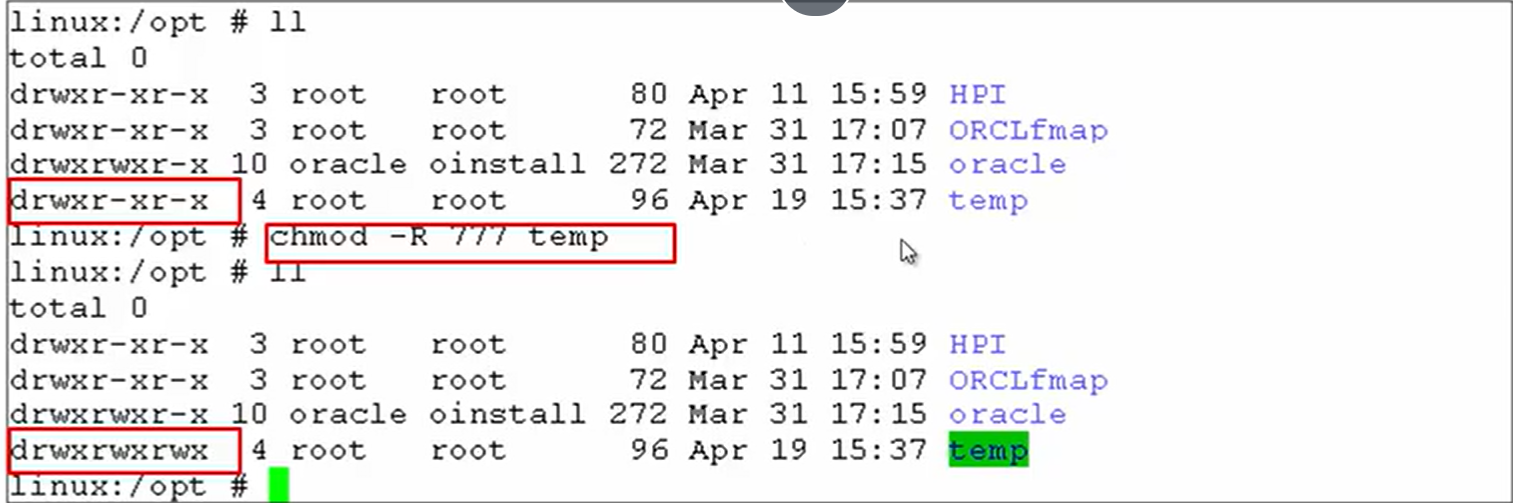 linux:/opt # ll
total 0
drwxr-xr-x 3 root root 80 Apr 11 15:59 HPI
drwxr-xr-x 3 root root 72 Mar 31 17:07 ORCLfmap
drwxrwxr-x 10 oracle oinstall 272 Mar 31 17:15 oracle
drwxr-xr-x 4 root root 96 Apr 19 15:37 temp
linux:/opt # chmod -R 777 temp
linux:/opt # ll
total 0
drwxr-xr-x 3 root root 80 Apr 11 15:59 HPI
drwxr-xr-x 3 root root 72 Mar 31 17:07 ORCLfmap
drwxrwxr-x 10 oracle oinstall 272 Mar 31 17:15 oracle
drwxrwxrwx 4 root root 96 Apr 19 15:37 temp
linux:/opt #